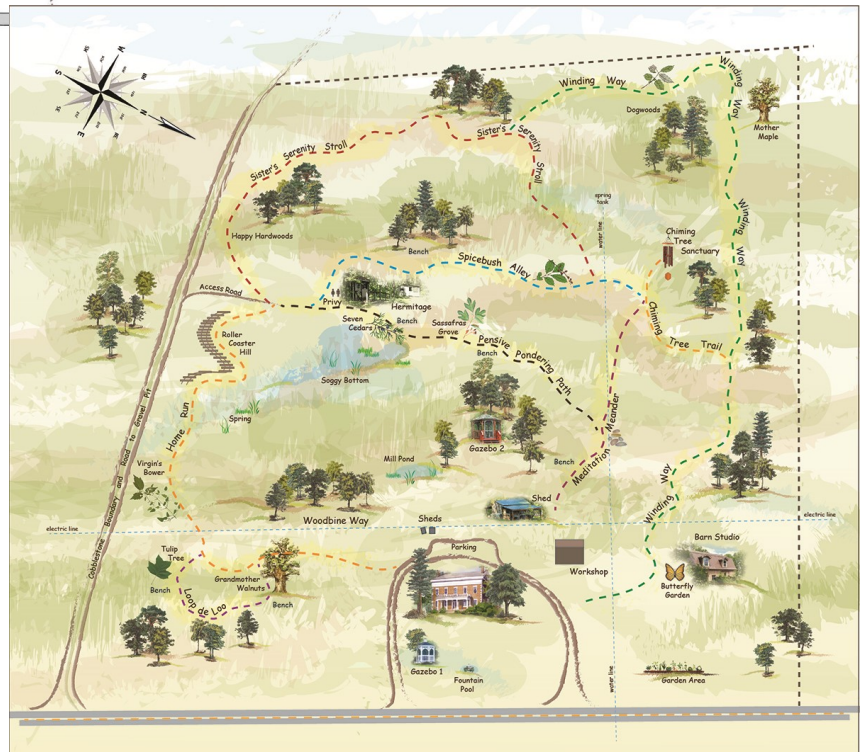 S
W
N
E
Winding Way
Winding
Way
Dogwoods
Mother
Maple
Sister's Serenity Stroll
Sister's Serenity
Stroll
Happy Hardwoods
Bench
spring
tank
water line
Winding Way
Chiming
Tree
Sanctuary
Spicebush Alley
Access Road
Privy
Hermitage
Seven
Cedars
Bench
Sassafras
Grove
Chiming Tree Trail
Roller
Coaster
Hill
Pensive Pondering Path
Bench
Soggy Bottom
Spring
Home Run
Meditation Meander
Gazebo 2
Mill Pond
Bench
Virgin's
Bower
Cobblestone Boundary and Road to Gravel Pit
Winding Way
Shed
Woodbine Way
Sheds
electric line
electric line
Parking
Barn Studio
Workshop
Tulip
Tree
Bench
Grandmother
Walnuts
Loop de Loo
Bench
Butterfly
Garden
Gazebo 1
Fountain
Pool
water line
Garden Area